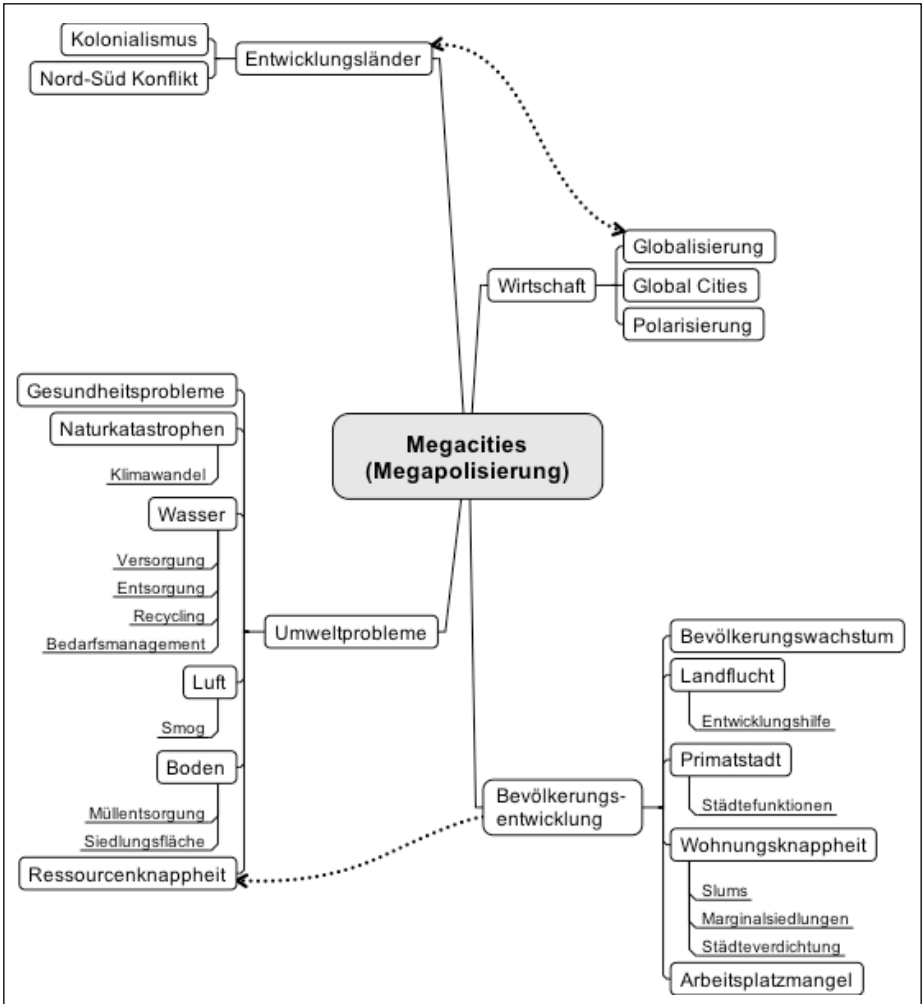 Kolonialismus
Nord-Süd Konflikt
Entwicklungsländer
Globalisierung
Wirtschaft
Global Cities
Polarisierung
Megacities
(Megapolisierung)
Gesundheitsprobleme
Naturkatastrophen
Klimawandel
Wasser
Versorgung
Entsorgung
Recycling
Bedarfsmanagement
Umweltprobleme
Luft
Smog
Boden
Müllentsorgung
Siedlungsfläche
Ressourcenknappheit
Bevölkerungs-
entwicklung
Bevölkerungswachstum
Landflucht
Entwicklungshilfe
Primatstadt
Städtefunktionen
Wohnungsknappheit
Slums
Marginalsiedlungen
Städteverdichtung
Arbeitsplatzmangel